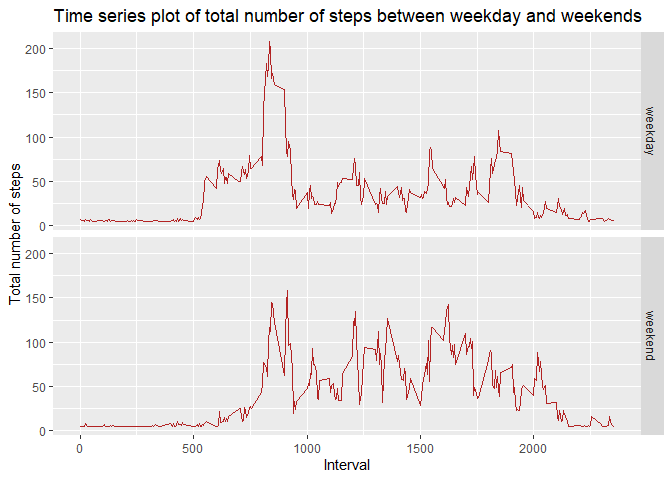 Time series plot of total number of steps between weekday and weekends
Total number of steps
200
150
100
50
0
weekday
200
150
100
50
0
weekend
0 500 1000 1500 2000
Interval